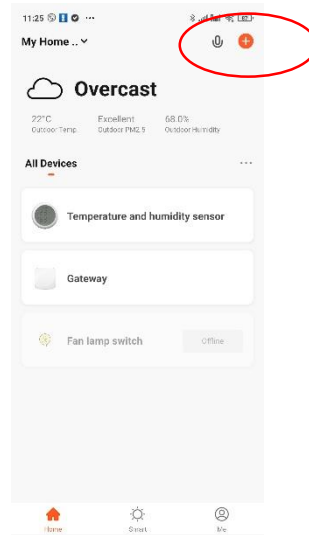 11:25
My Home .. 
Overcast
22°C Excellent 68.0%
Outdoor Temp Outdoor PM2.5 Outdoor Humidity
All Devices ...
Temperature and humidity sensor
Gateway
Fan lamp switch Offline
Home Smart Me